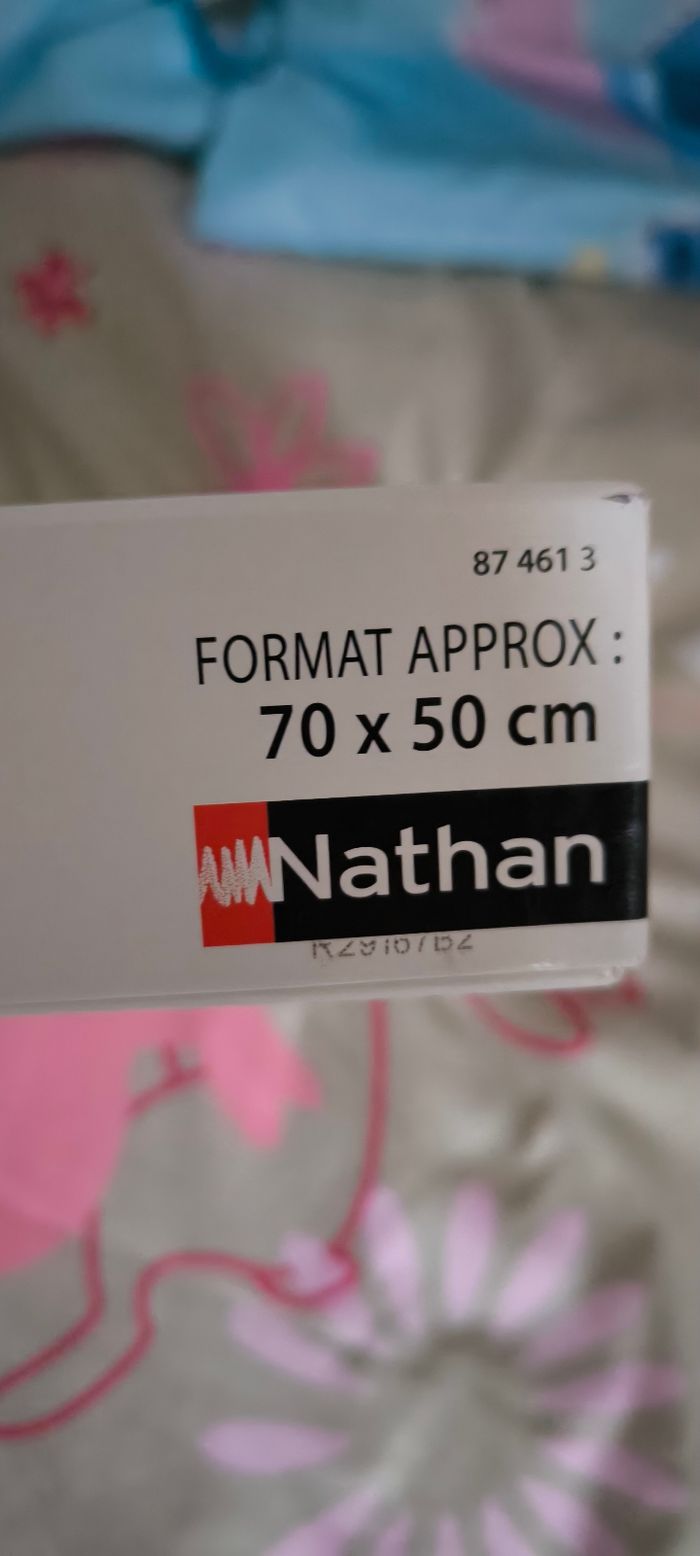 87 461 3
FORMAT APPROX :
70 x 50 cm
Nathan